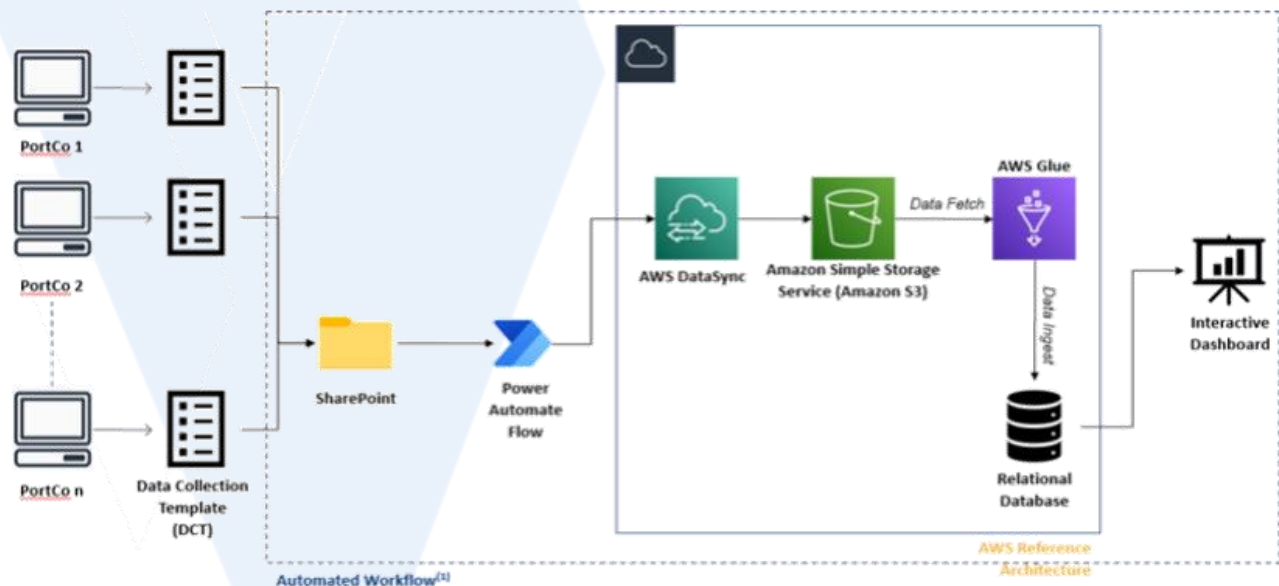 PortCo 1
PortCo 2
PortCo n
Data Collection
Template
(DCT)
SharePoint
Power
Automate
Flow
AWS DataSync
Amazon Simple Storage
Service (Amazon S3)
Data Fetch
AWS Glue
Data Ingest
Relational
Database
Interactive
Dashboard
AWS Reference
Architecture
Automated Workflow(1)